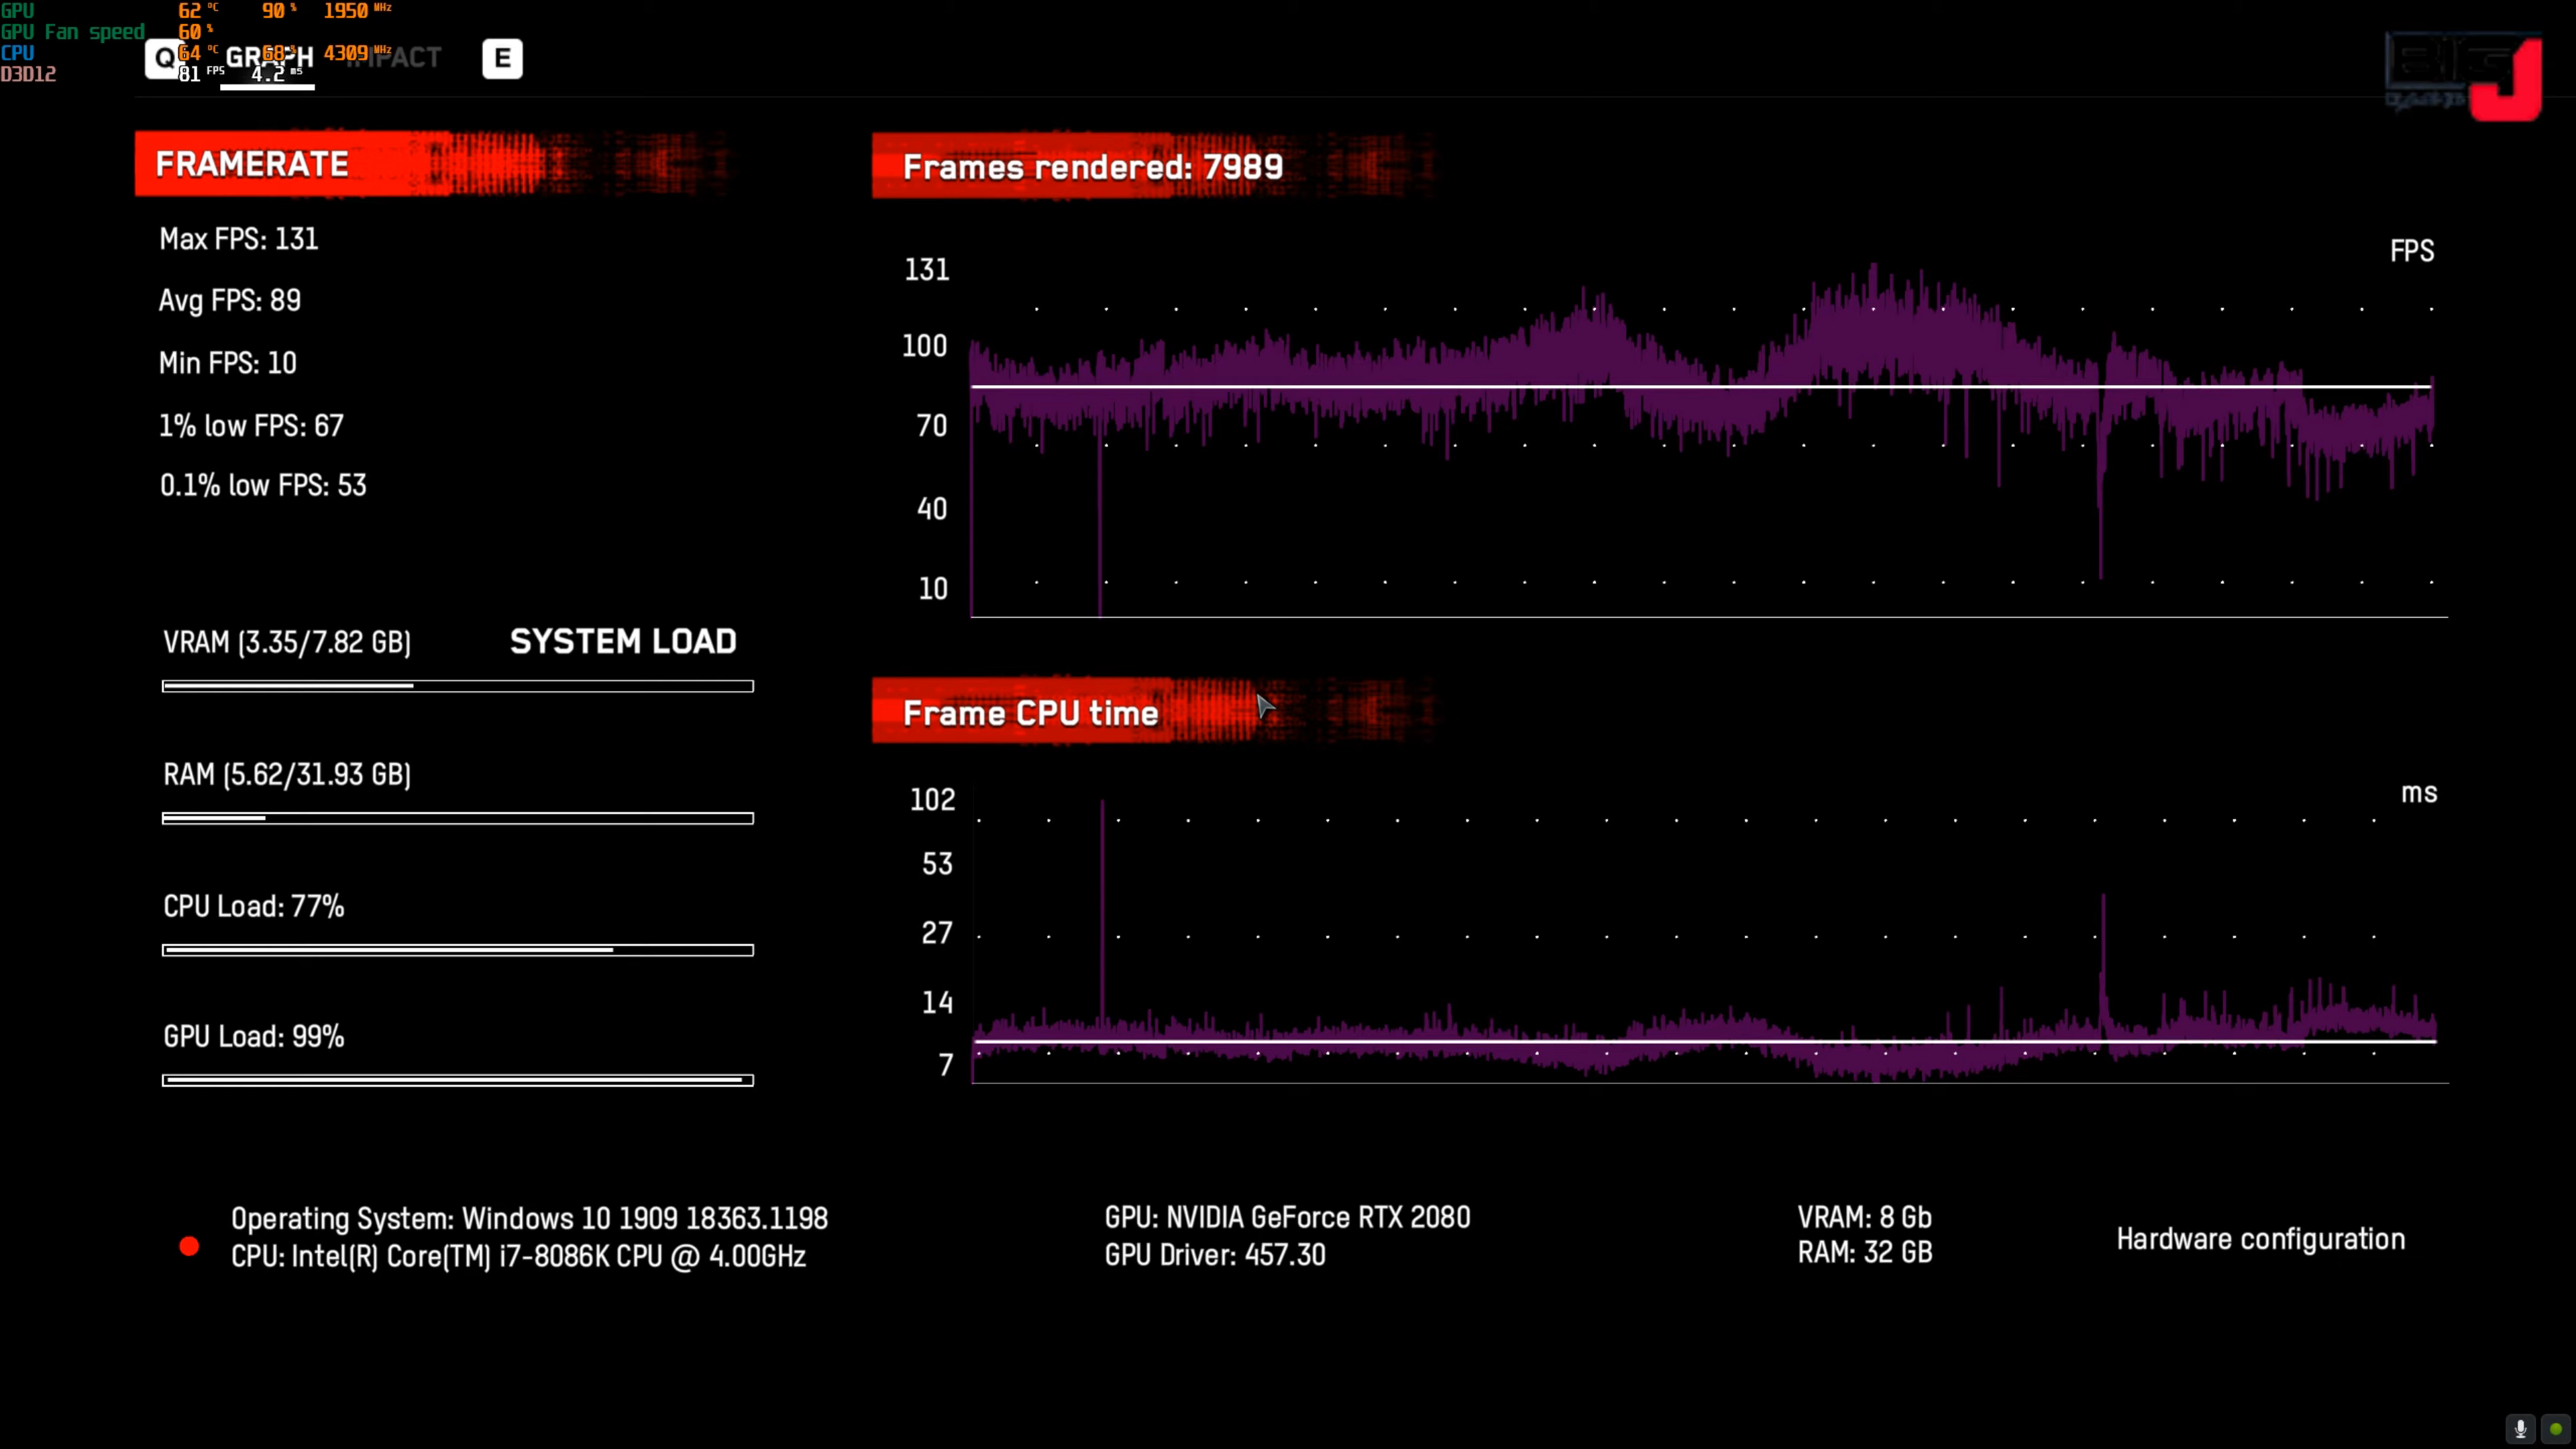 GPU 62 °C 90 % 1950 MHz
GPU Fan speed 60 %
CPU 64 °C 68 % 4309 MHz
D3D12 81 FPS 4.2 ms
Q GRAPH IMPACT E
BIG J
FRAMERATE
Max FPS: 131
Avg FPS: 89
Min FPS: 10
1% low FPS: 67
0.1% low FPS: 53
VRAM (3.35/7.82 GB) SYSTEM LOAD
RAM (5.62/31.93 GB)
CPU Load: 77%
GPU Load: 99%
Frames rendered: 7989
FPS
131
100
70
40
10
Frame CPU time
ms
102
53
27
14
7
Operating System: Windows 10 1909 18363.1198
CPU: Intel(R) Core(TM) i7-8086K CPU @ 4.00GHz
GPU: NVIDIA GeForce RTX 2080
GPU Driver: 457.30
VRAM: 8 Gb
RAM: 32 GB
Hardware configuration